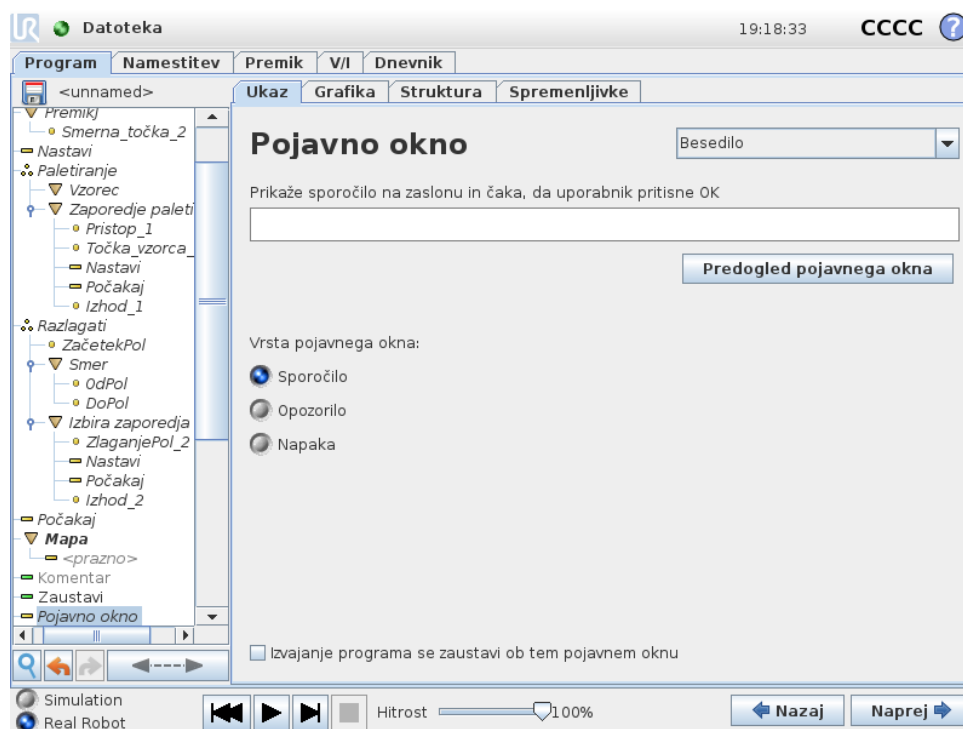 UR Datoteka 19:18:33 CCCC ?
Program Namestitev Premik V/I Dnevnik
<unnamed>
Ukaz Grafika Struktura Spremenljivke
PremikJ
Smerna_točka_2
Nastavi
Paletiranje
Vzorec
Zaporedje paleti
Pristop_1
Točka_vzorca_
Nastavi
Počakaj
Izhod_1
Razlagati
ZačetekPol
Smer
OdPol
DoPol
Izbira zaporedja
ZlaganjePol_2
Nastavi
Počakaj
Izhod_2
Počakaj
Mapa
<prazno>
Komentar
Zaustavi
Pojavno okno
Pojavno okno
Besedilo
Prikaže sporočilo na zaslonu in čaka, da uporabnik pritisne OK
Predogled pojavnega okna
Vrsta pojavnega okna:
Sporočilo
Opozorilo
Napaka
Izvajanje programa se zaustavi ob tem pojavnem oknu
Simulation
Real Robot
Hitrost 100%
Nazaj Naprej